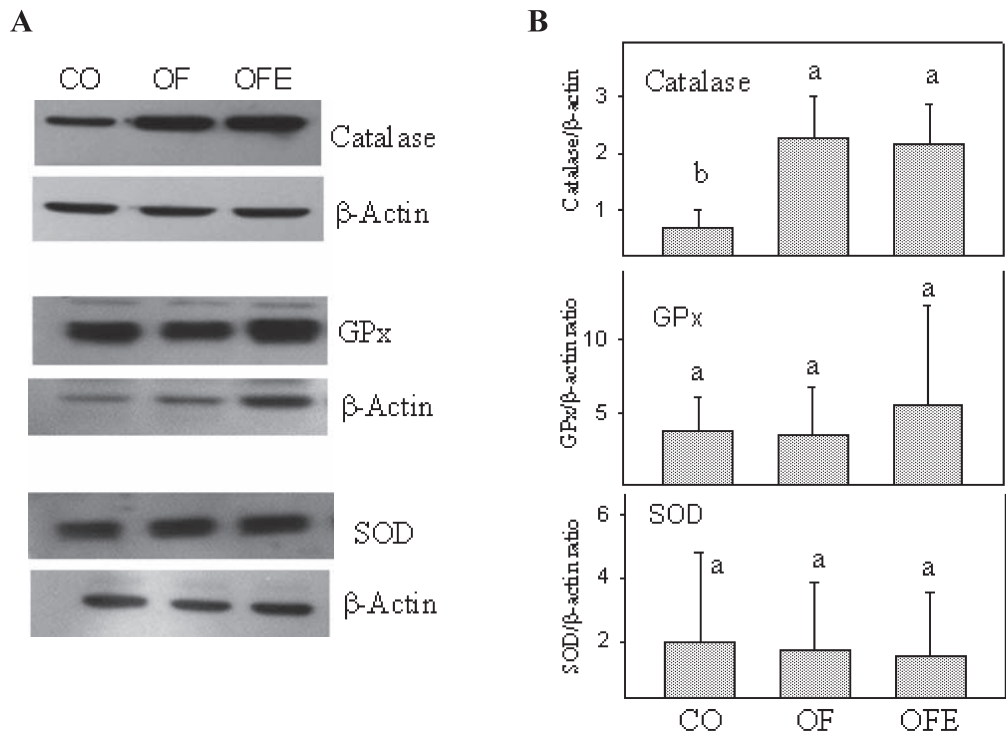 A
CO OF OFE
Catalase
β-Actin
GPx
β-Actin
SOD
β-Actin
B
Catalase/β-actin
3
2
1
Catalase
b
a
a
GPx/β-actin ratio
10
5
GPx
a
a
a
SOD/β-actin ratio
6
4
2
SOD
a
a
a
CO OF OFE